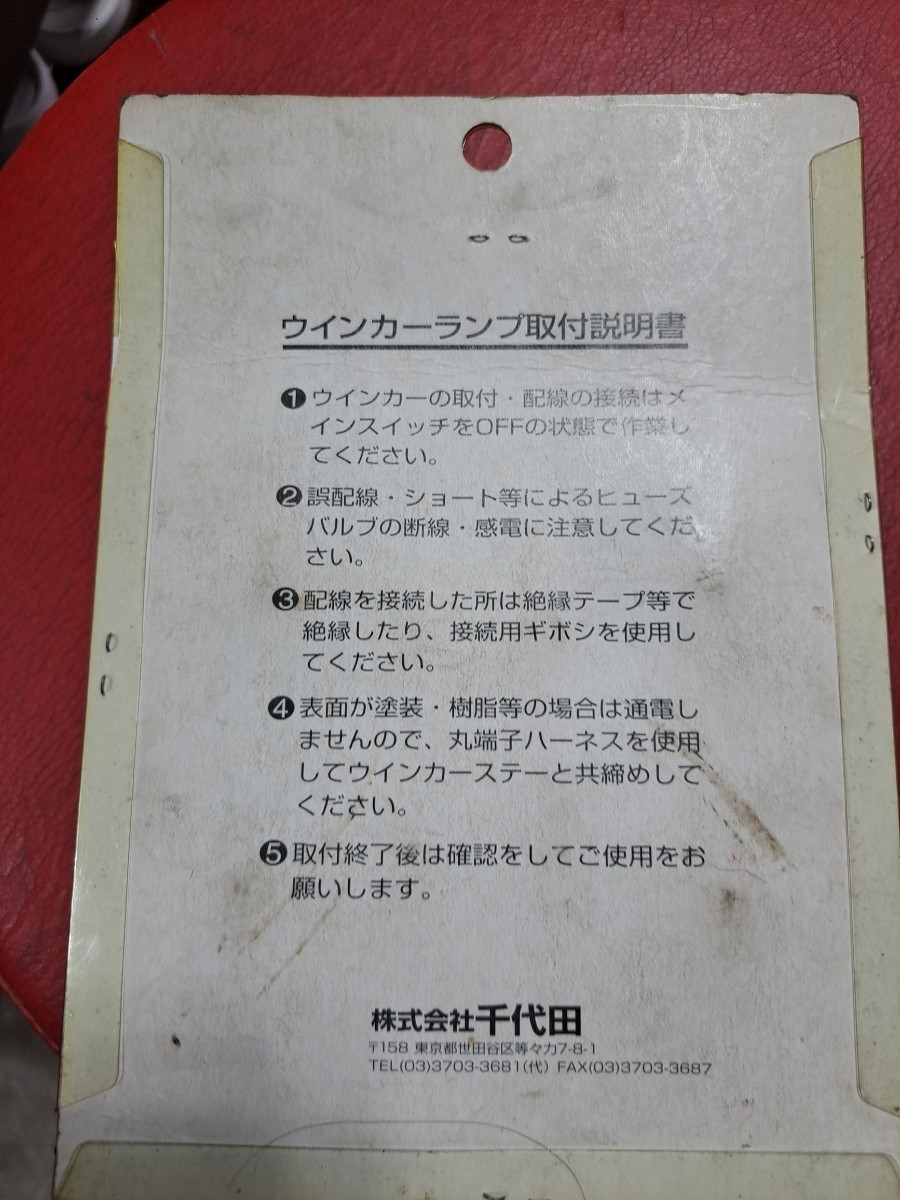 ウインカーランプ取付説明書
❶ウインカーの取付・配線の接続はメ
インスイッチをOFFの状態で作業し
てください。
❷誤配線・ショート等によるヒューズ
バルブの断線・感電に注意してくだ
さい。
❸配線を接続した所は絶縁テープ等で
絶縁したり、接続用ギボシを使用し
てください。
❹表面が塗装・樹脂等の場合は通電し
ませんので、丸端子ハーネスを使用
してウインカーステーと共締めして
ください。
❺取付終了後は確認をしてご使用をお
願いします。
株式会社千代田
〒158 東京都世田谷区等々力7-8-1
TEL(03)3703-3681(代) FAX(03)3703-3687